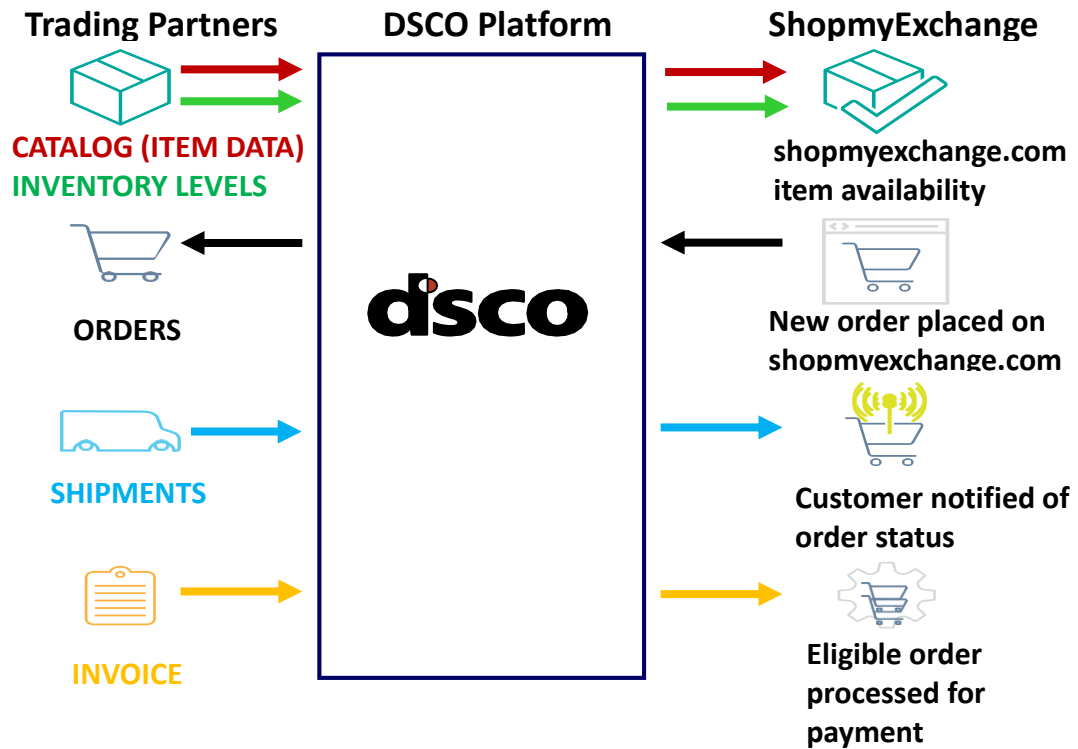 Trading Partners
DSCO Platform
ShopmyExchange
CATALOG (ITEM DATA)
INVENTORY LEVELS
shopmyexchange.com
item availability
ORDERS
dsco
New order placed on
shopmyexchange.com
SHIPMENTS
Customer notified of
order status
INVOICE
Eligible order
processed for
payment